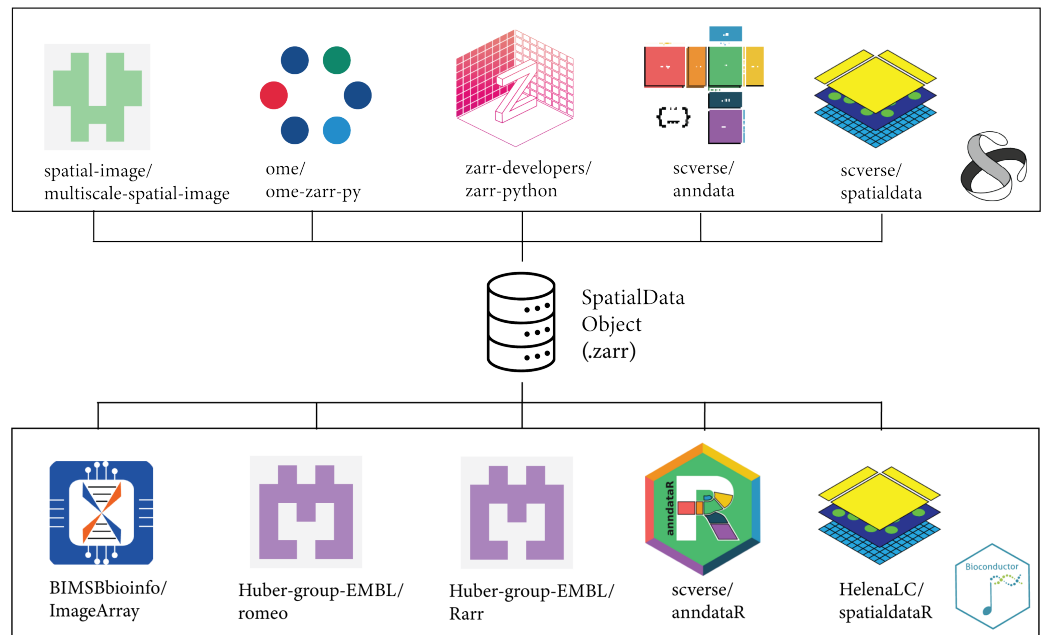 spatial-image/
multiscale-spatial-image
ome/
ome-zarr-py
zarr-developers/
zarr-python
scverse/
anndata
scverse/
spatialdata
SpatialData
Object
(.zarr)
BIMSBbioinfo/
ImageArray
Huber-group-EMBL/
romeo
Huber-group-EMBL/
Rarr
anndataR
R
scverse/
anndataR
HelenaLC/
spatialdataR
Bioconductor